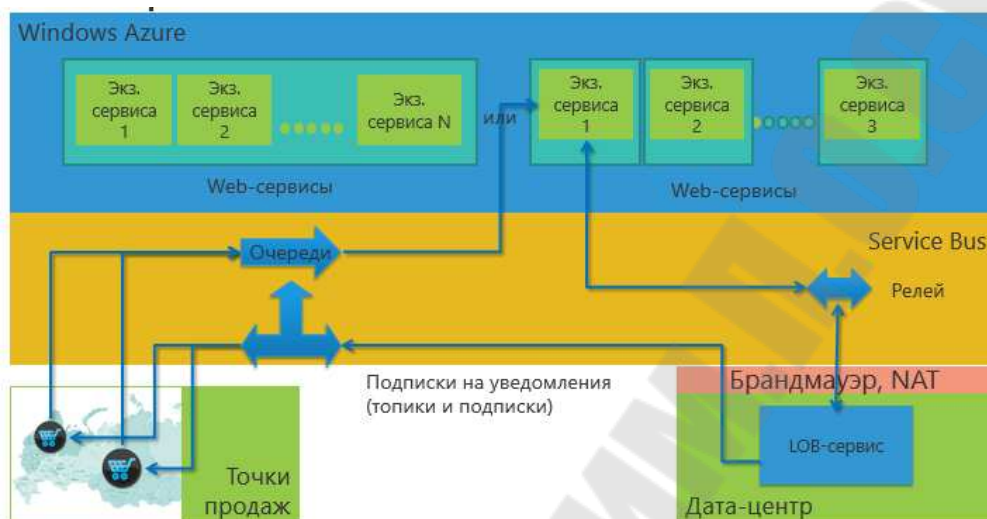 Windows Azure
Экз.
сервиса
1
Экз.
сервиса
2
Экз.
сервиса N
или
Экз.
сервиса
1
Экз.
сервиса
2
Экз.
сервиса
3
Web-сервисы
Web-сервисы
Service Bus
Очереди
Релей
Подписки на уведомления
(топики и подписки)
Брандмауэр, NAT
LOB-сервис
Точки
продаж
Дата-центр